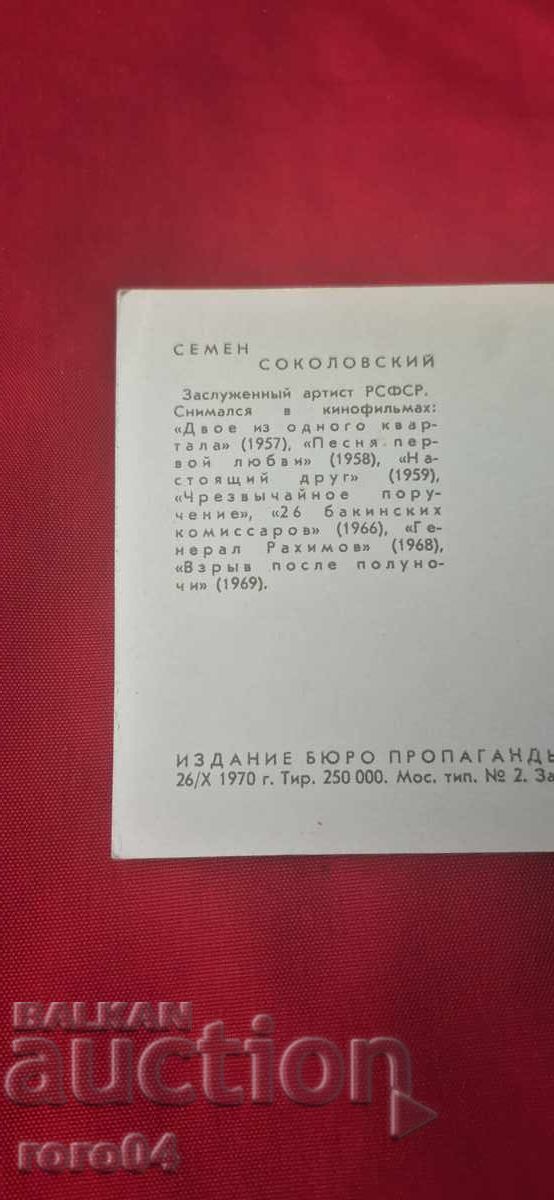 СЕМЕН
СОКОЛОВСКИЙ
Заслуженный артист РСФСР.
Снимался в кинофильмах:
«Двое из одного квар-
тала» (1957), «Песня пер-
вой любви» (1958), «На-
стоящий друг» (1959),
«Чрезвычайное пору-
чение», «26 бакинских
комиссаров» (1966), «Ге-
нерал Рахимов» (1968),
«Взрыв после полуно-
чи» (1969).
ИЗДАНИЕ БЮРО ПРОПАГАНДЫ
26/X 1970 г. Тир. 250 000. Мос. тип. № 2. За
BALKAN
auction
roro04